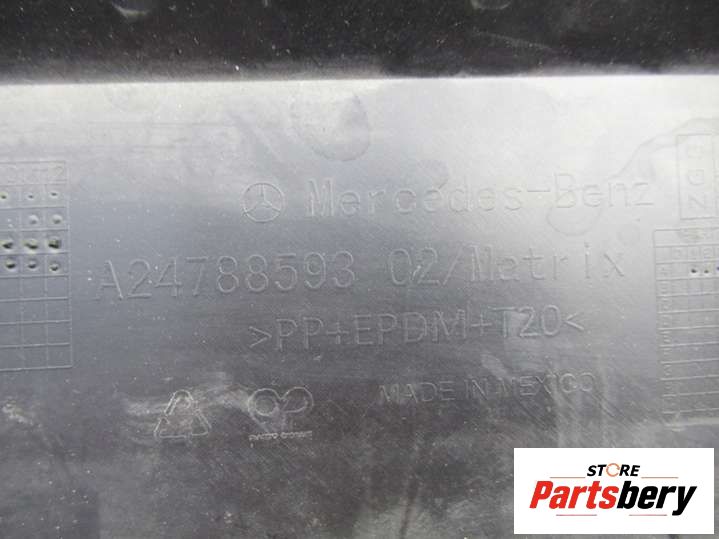 Mercedes-Benz
A24788593 02/Matrix
>PP+EPDM+T20<
MADE IN MEXICO
STORE
Partsbery